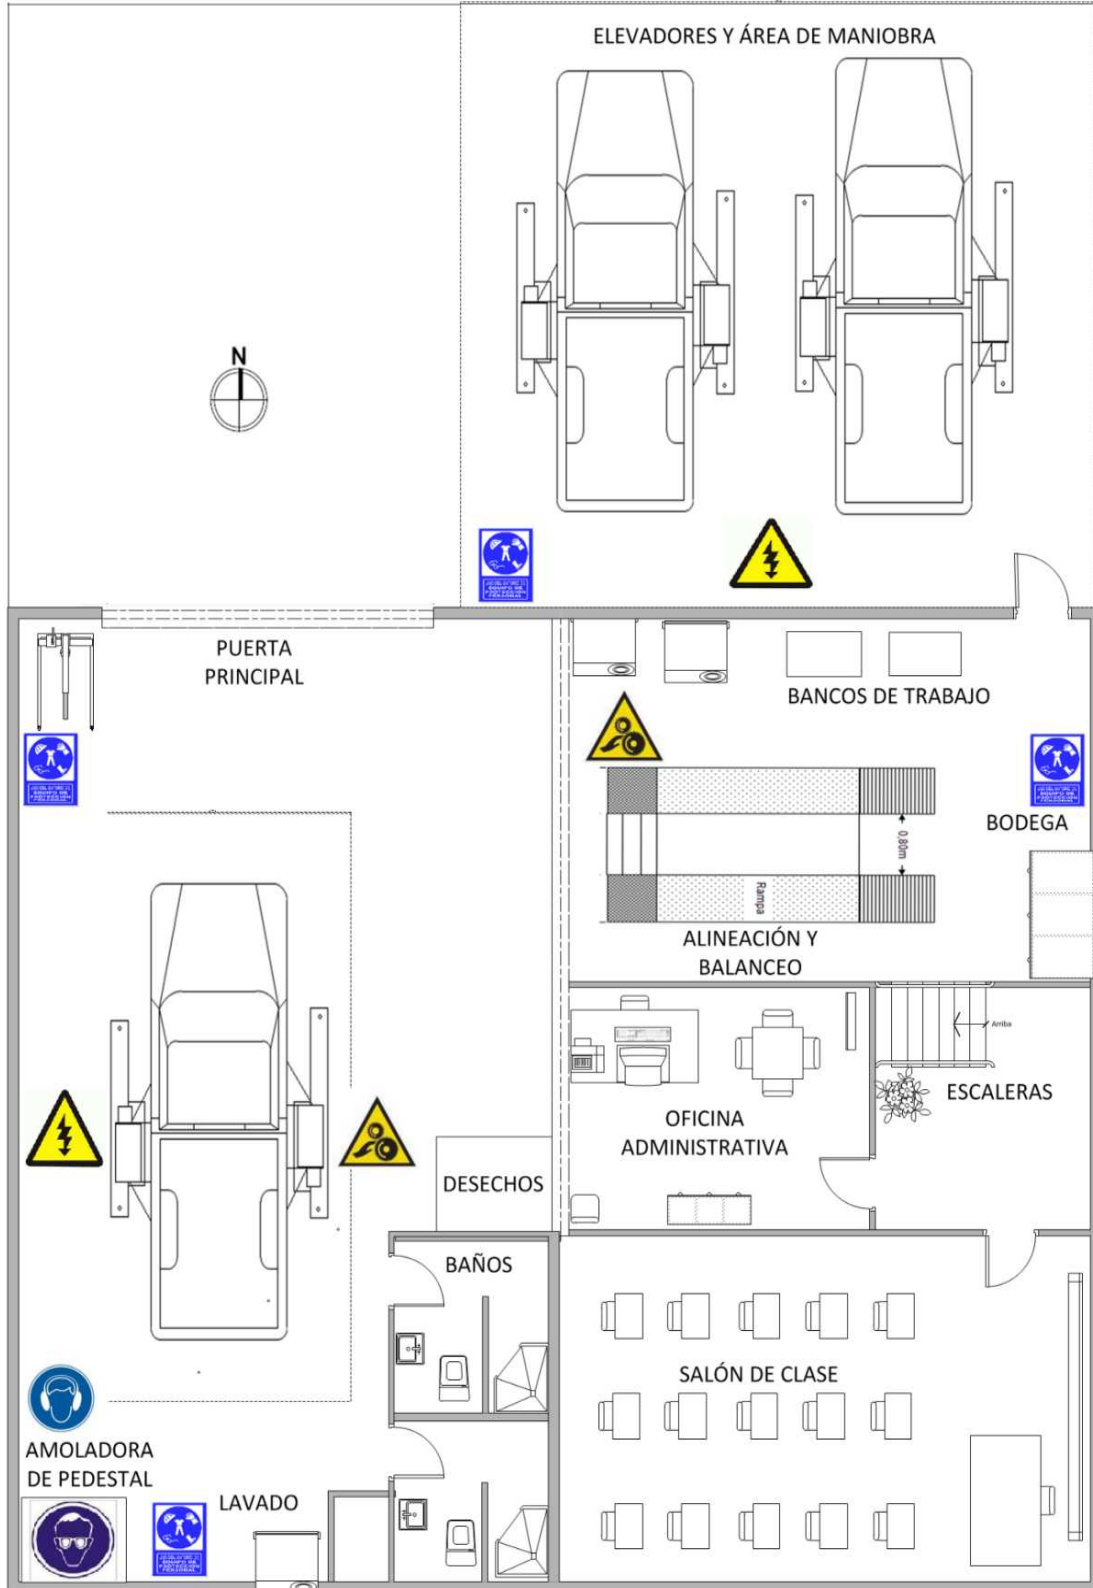 ELEVADORES Y ÁREA DE MANIOBRA
N
PUERTA
PRINCIPAL
BANCOS DE TRABAJO
BODEGA
0,80m
Rampa
ALINEACIÓN Y
BALANCEO
Arriba
ESCALERAS
OFICINA
ADMINISTRATIVA
DESECHOS
BAÑOS
SALÓN DE CLASE
AMOLADORA
DE PEDESTAL
LAVADO